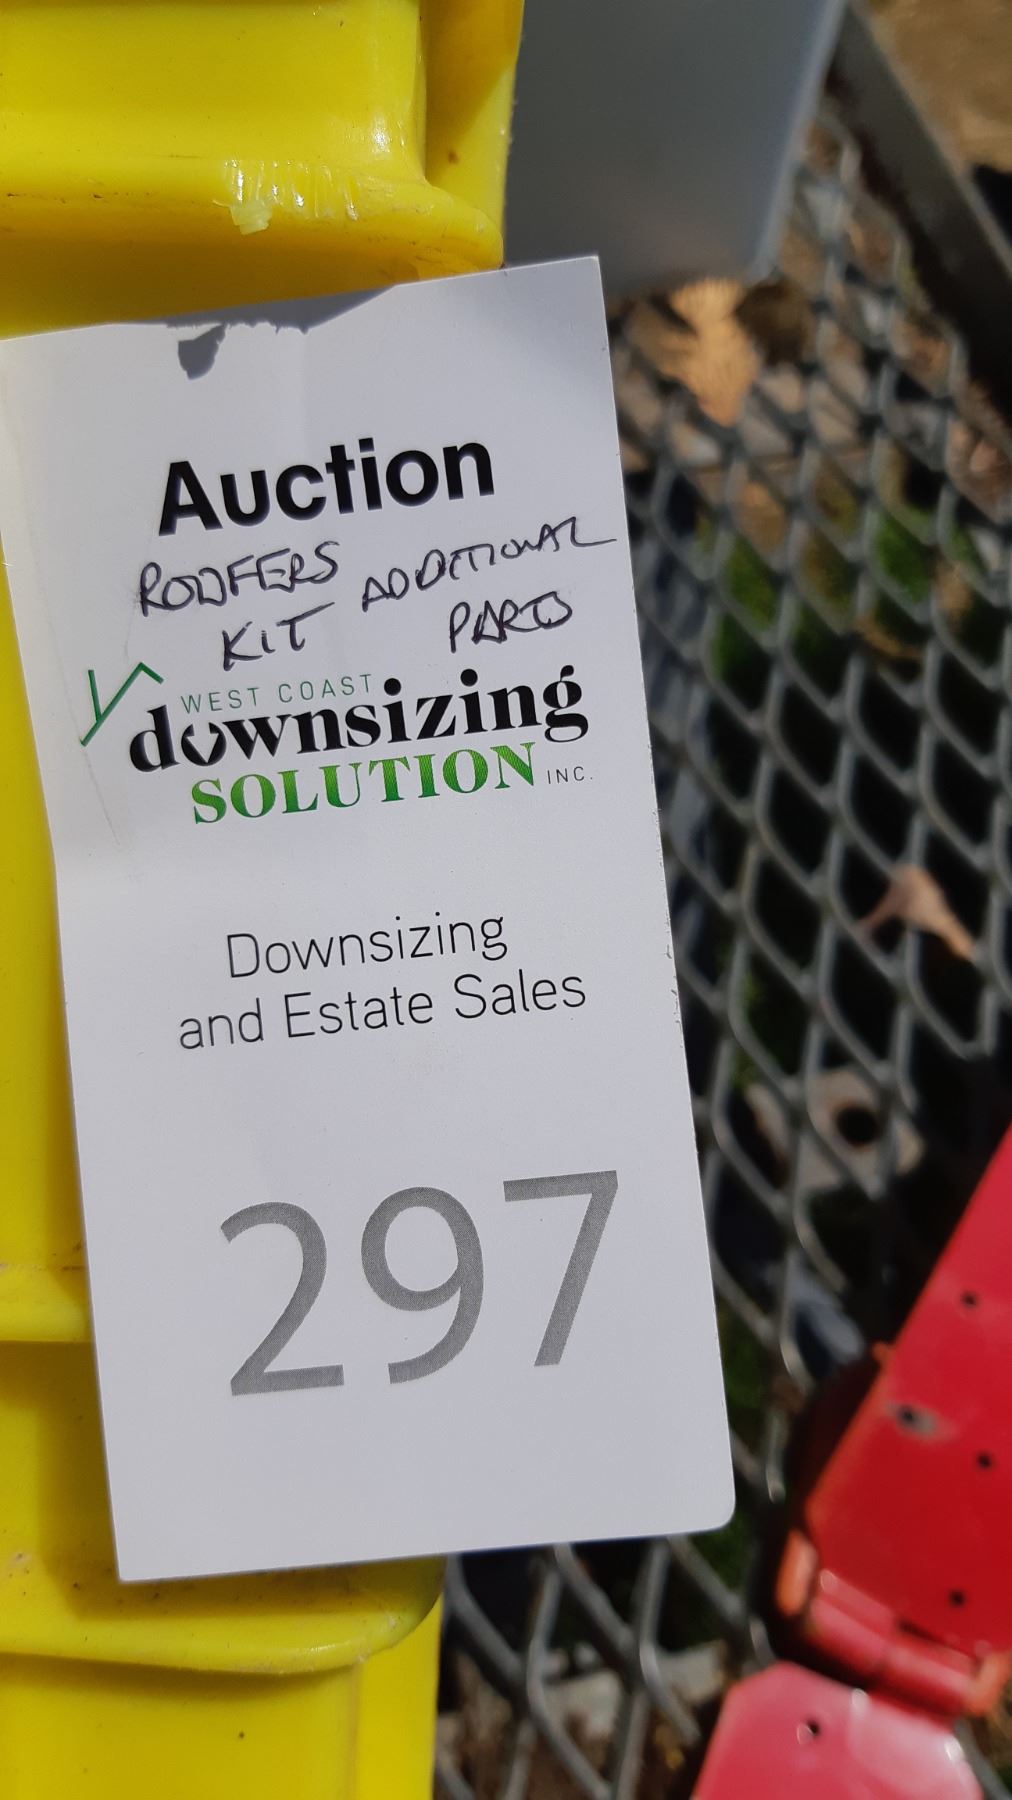 Auction
ROOFERS ADDITIONAL
KIT PARTS
WEST COAST
downsizing
SOLUTION INC.
Downsizing
and Estate Sales
297